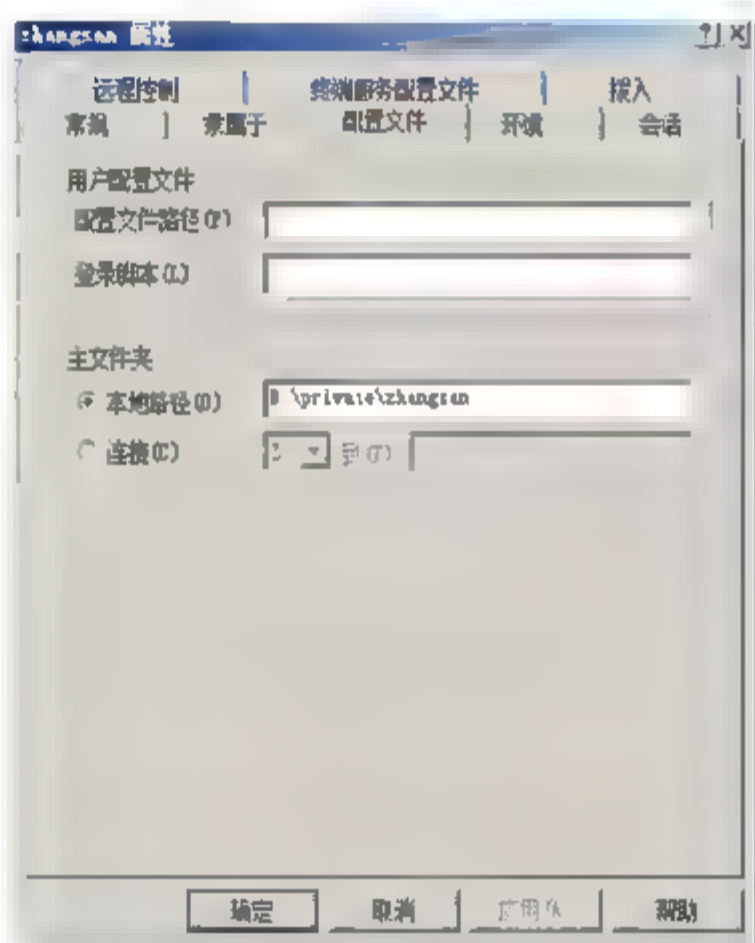 zhangsan 属性
远程控制 终端服务配置文件 拨入
常规 隶属于 配置文件 环境 会话
用户配置文件
配置文件路径(P)
登录脚本(L)
主文件夹
本地路径(O) \private\zhangsan
连接(C) 到(T)
确定 取消 应用(A) 帮助